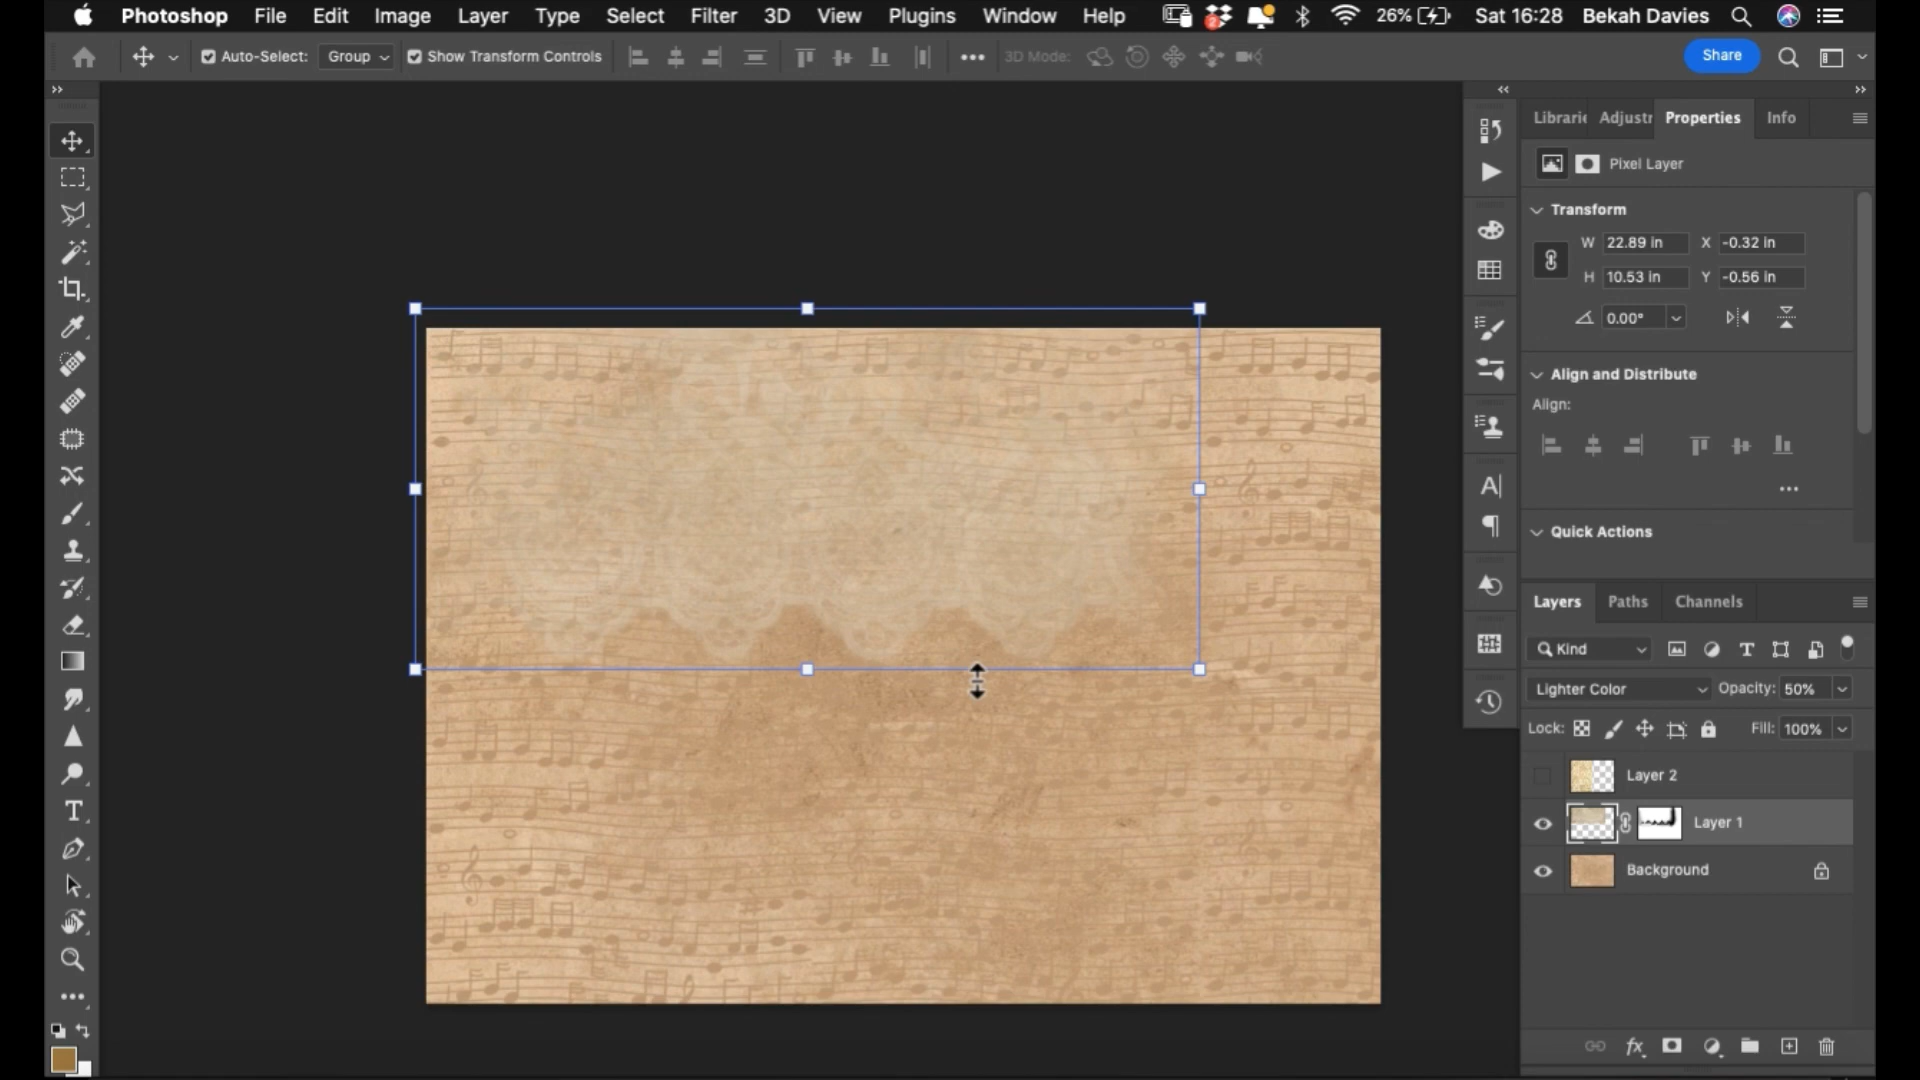 Photoshop File Edit Image Layer Type Select Filter 3D View Plugins Window Help 2 26% Sat 16:28 Bekah Davies
Auto-Select: Group Show Transform Controls 3D Mode: Share
Librarie Adjustr Properties Info
Pixel Layer
Transform
W 22.89 in X -0.32 in
H 10.53 in Y -0.56 in
0.00°
Align and Distribute
Align:
Quick Actions
Layers Paths Channels
Kind
Lighter Color Opacity: 50%
Lock: Fill: 100%
Layer 2
Layer 1
Background